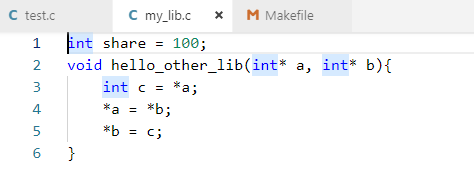 C test.c C my_lib.c × M Makefile
1 int share = 100;
2 void hello_other_lib(int* a, int* b){
3     int c = *a;
4     *a = *b;
5     *b = c;
6 }